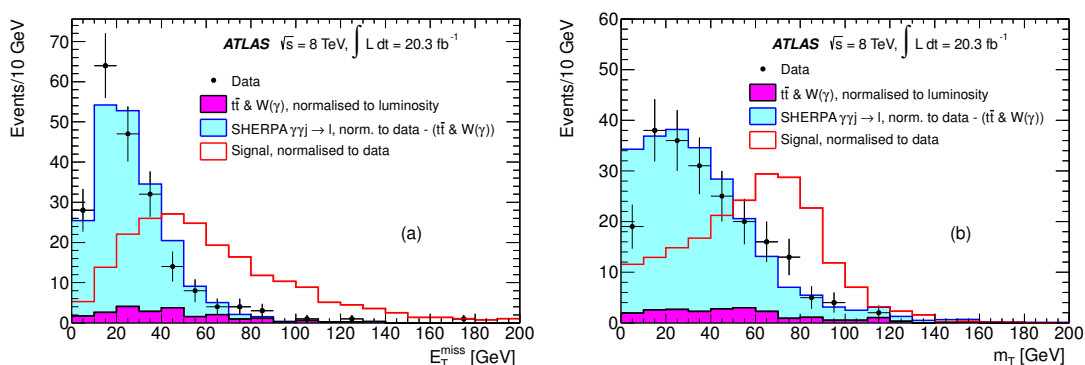 Events/10 GeV
70
60
50
40
30
20
10
0
ATLAS √s = 8 TeV, ∫ L dt = 20.3 fb⁻¹
Data
tt̄ & W(γ), normalised to luminosity
SHERPA γγj → l, norm. to data - (tt̄ & W(γ))
Signal, normalised to data
(a)
0 20 40 60 80 100 120 140 160 180 200
E_T^miss [GeV]
Events/10 GeV
60
50
40
30
20
10
0
ATLAS √s = 8 TeV, ∫ L dt = 20.3 fb⁻¹
Data
tt̄ & W(γ), normalised to luminosity
SHERPA γγj → l, norm. to data - (tt̄ & W(γ))
Signal, normalised to data
(b)
0 20 40 60 80 100 120 140 160 180 200
m_T [GeV]